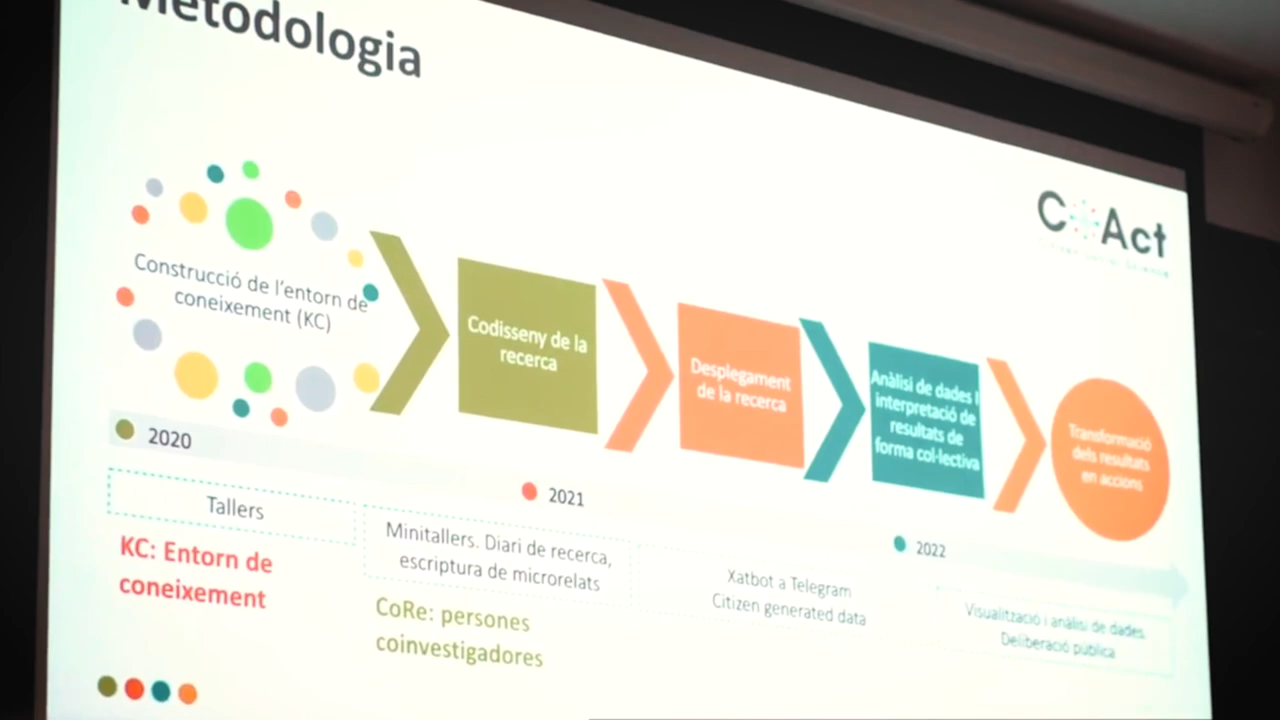 Metodologia
C Act
Construcció de l'entorn de
coneixement (KC)
Codisseny de la
recerca
Desplegament
de la recerca
Anàlisi de dades i
interpretació de
resultats de
forma col·lectiva
Transformació
dels resultats
en accions
2020
2021
2022
Tallers
KC: Entorn de
coneixement
Minitallers. Diari de recerca,
escriptura de microrelats
CoRe: persones
coinvestigadores
Xatbot a Telegram
Citizen generated data
Visualització i anàlisi de dades.
Deliberació publica